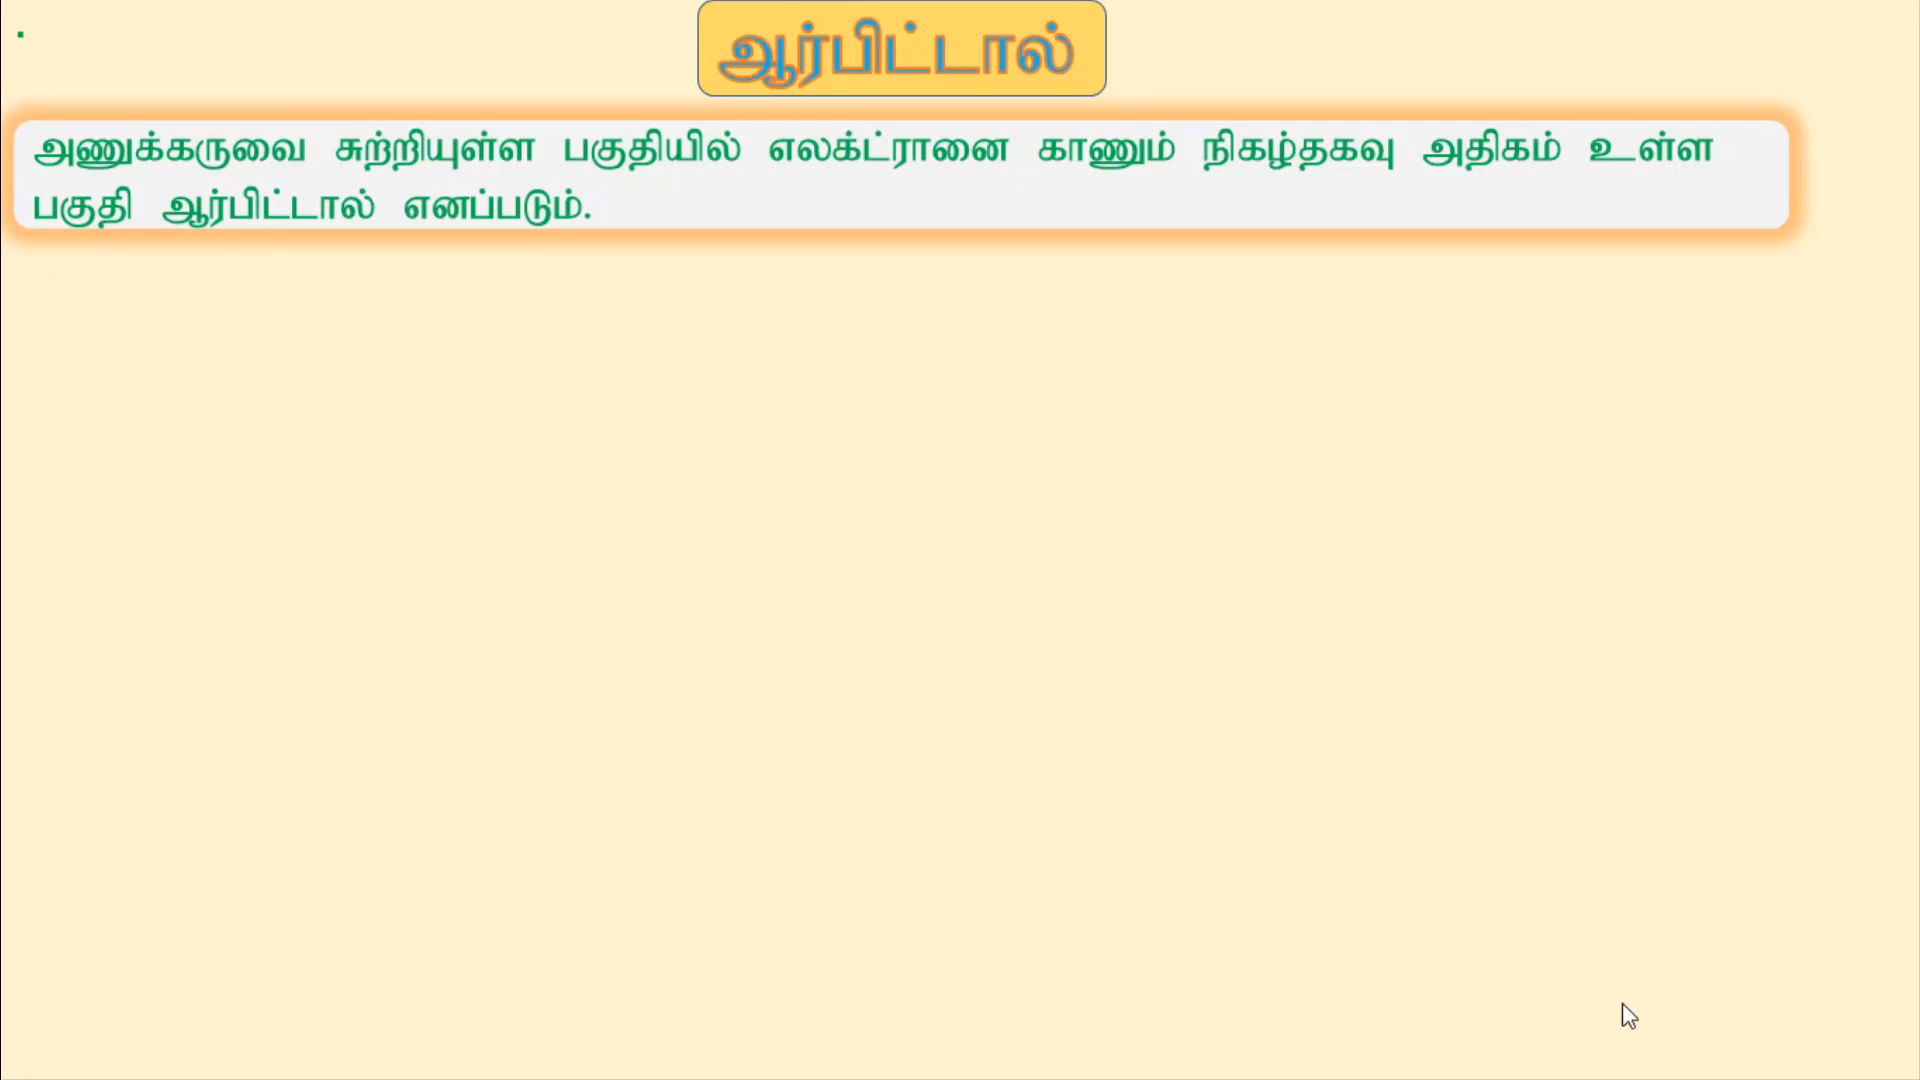 ஆர்பிட்டால்
அணுக்கருவை சுற்றியுள்ள பகுதியில் எலக்ட்ரானை காணும் நிகழ்தகவு அதிகம் உள்ள
பகுதி ஆர்பிட்டால் எனப்படும்.